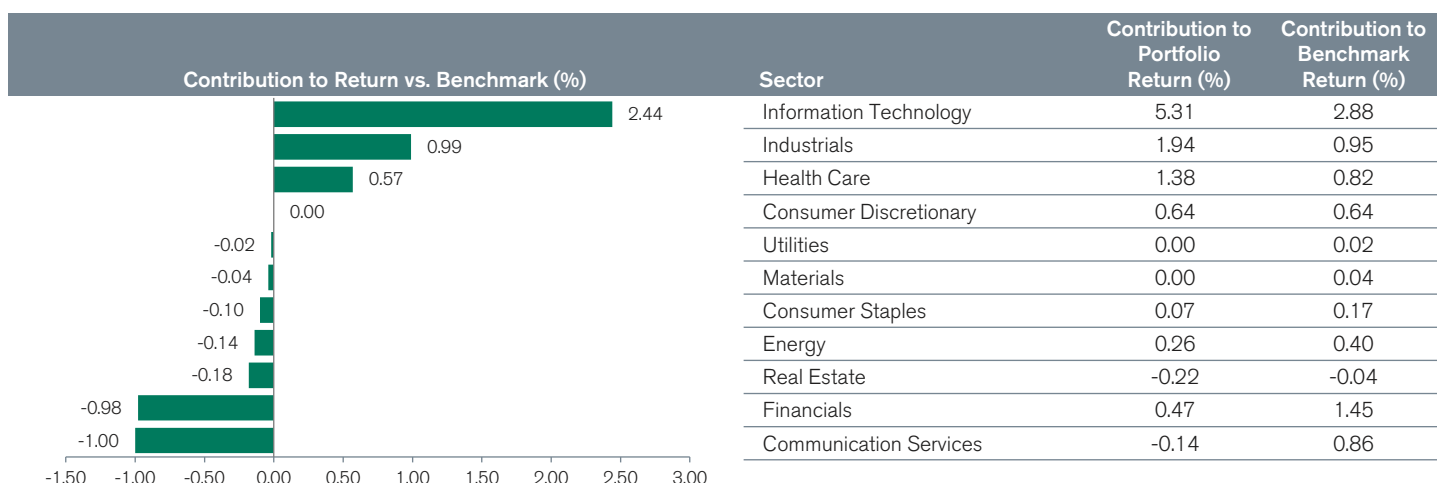 Contribution to Return vs. Benchmark (%)
Sector
Contribution to
Portfolio
Return (%)
Contribution to
Benchmark
Return (%)
2.44
Information Technology 5.31 2.88
0.99
Industrials 1.94 0.95
0.57
Health Care 1.38 0.82
0.00
Consumer Discretionary 0.64 0.64
-0.02
Utilities 0.00 0.02
-0.04
Materials 0.00 0.04
-0.10
Consumer Staples 0.07 0.17
-0.14
Energy 0.26 0.40
-0.18
Real Estate -0.22 -0.04
-0.98
Financials 0.47 1.45
-1.00
Communication Services -0.14 0.86
-1.50 -1.00 -0.50 0.00 0.50 1.00 1.50 2.00 2.50 3.00